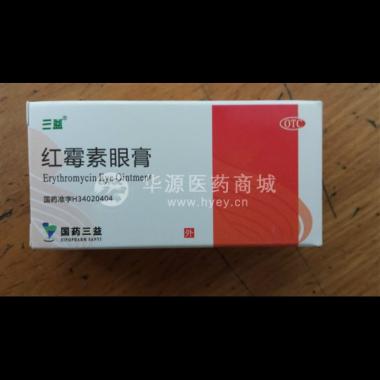 三益®
OTC
红霉素眼膏
Erythromycin Eye Ointment
华源医药商城
www.hyey.cn
国药准字H34020404
国药三益
SINOPHARM SANYI
外